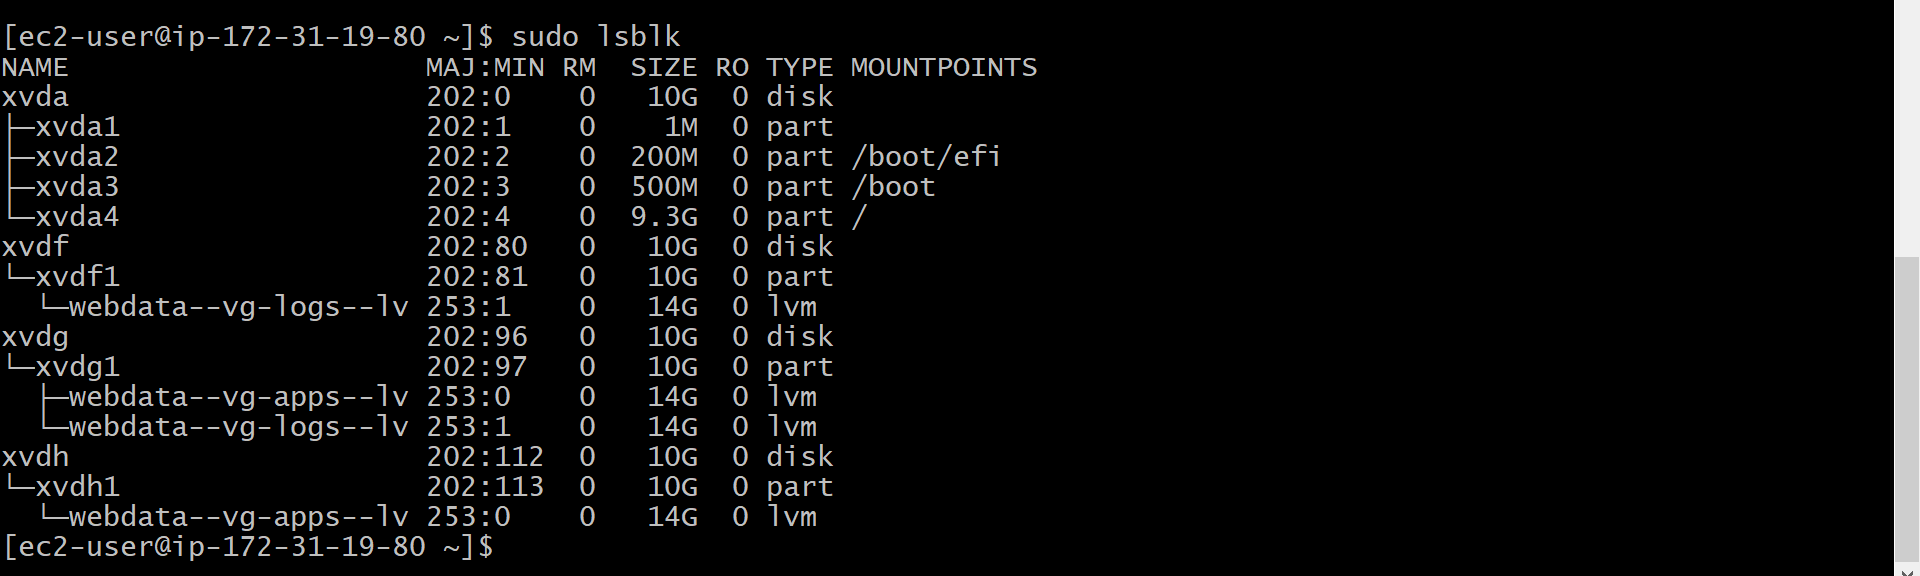 [ec2-user@ip-172-31-19-80 ~]$ sudo lsblk
NAME                     MAJ:MIN RM  SIZE RO TYPE MOUNTPOINTS
xvda                     202:0    0   10G  0 disk
├─xvda1                  202:1    0    1M  0 part
├─xvda2                  202:2    0  200M  0 part /boot/efi
├─xvda3                  202:3    0  500M  0 part /boot
└─xvda4                  202:4    0  9.3G  0 part /
xvdf                     202:80   0   10G  0 disk
└─xvdf1                  202:81   0   10G  0 part
  └─webdata--vg-logs--lv 253:1    0   14G  0 lvm
xvdg                     202:96   0   10G  0 disk
└─xvdg1                  202:97   0   10G  0 part
  ├─webdata--vg-apps--lv 253:0    0   14G  0 lvm
  └─webdata--vg-logs--lv 253:1    0   14G  0 lvm
xvdh                     202:112  0   10G  0 disk
└─xvdh1                  202:113  0   10G  0 part
  └─webdata--vg-apps--lv 253:0    0   14G  0 lvm
[ec2-user@ip-172-31-19-80 ~]$